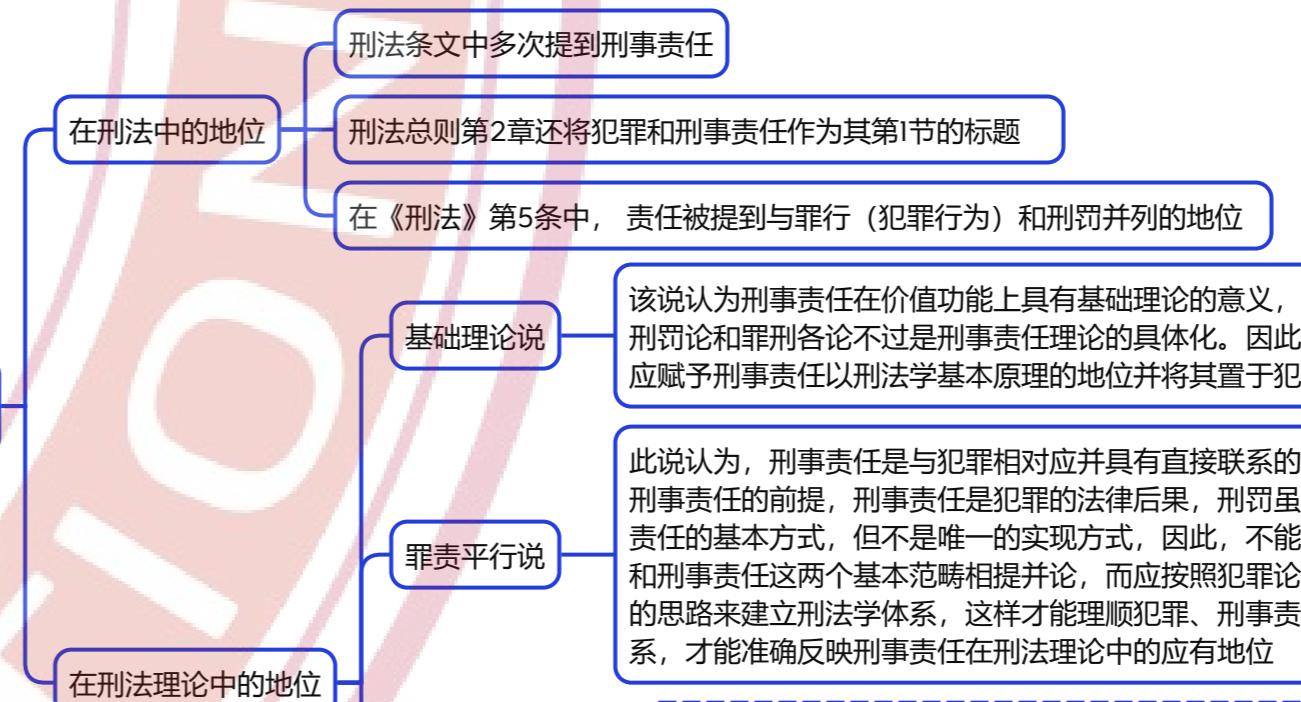 刑法条文中多次提到刑事责任
在刑法中的地位
刑法总则第2章还将犯罪和刑事责任作为其第1节的标题
在《刑法》第5条中， 责任被提到与罪行（犯罪行为）和刑罚并列的地位
基础理论说
该说认为刑事责任在价值功能上具有基础理论的意义，
刑罚论和罪刑各论不过是刑事责任理论的具体化。因此
应赋予刑事责任以刑法学基本原理的地位并将其置于犯
罪责平行说
此说认为，刑事责任是与犯罪相对应并具有直接联系的
刑事责任的前提，刑事责任是犯罪的法律后果，刑罚虽
责任的基本方式，但不是唯一的实现方式，因此，不能
和刑事责任这两个基本范畴相提并论，而应按照犯罪论
的思路来建立刑法学体系，这样才能理顺犯罪、刑事责
系，才能准确反映刑事责任在刑法理论中的应有地位
在刑法理论中的地位
ION